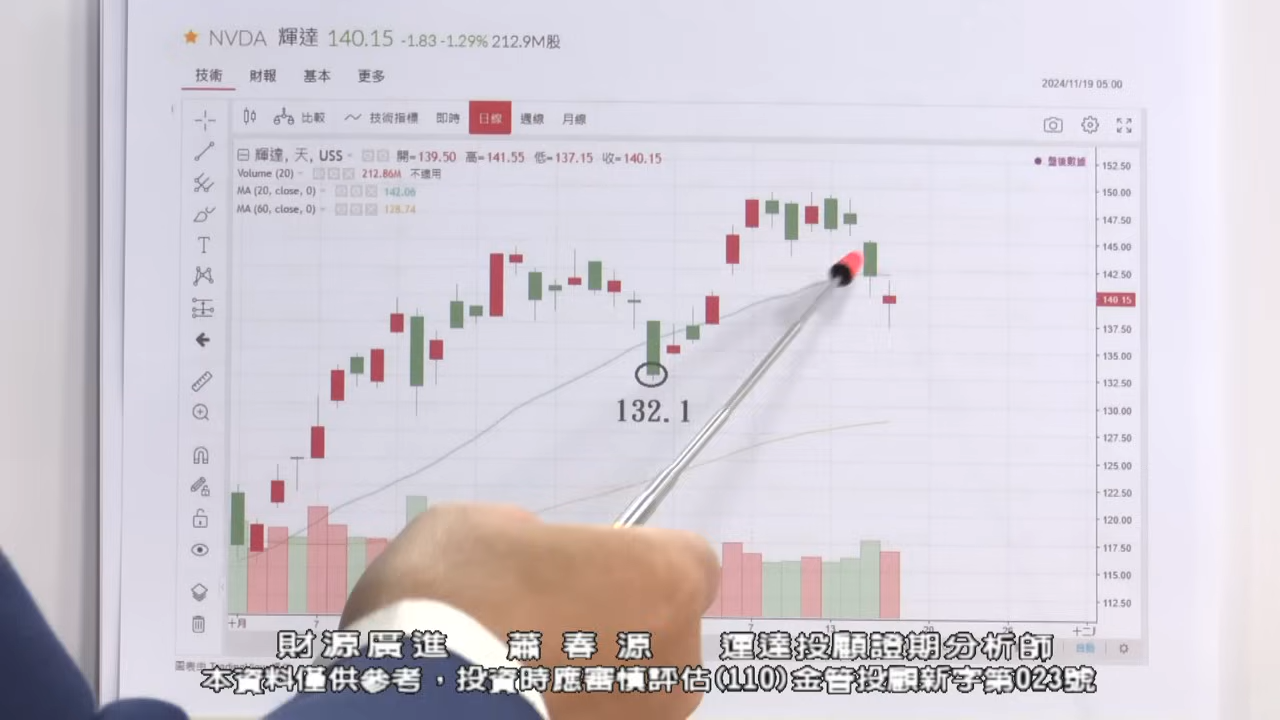 NVDA 輝達 140.15 -1.83 -1.29% 212.9M股
技術 財報 基本 更多
2024/11/19 05:00
比較 技術指標 即時 日線 週線 月線
輝達, 天, USS 開=139.50 高=141.55 低=137.15 收=140.15
盤後數據
Volume (20) 212.86M 不適用
MA (20, close, 0) 142.06
MA (60, close, 0) 128.74
152.50
150.00
147.50
145.00
142.50
140.15
137.50
135.00
132.50
130.00
127.50
125.00
122.50
120.00
117.50
115.00
112.50
132.1
十月 7 7 13 20 十二月
財源廣進 蕭春源 運達投顧證期分析師
本資料僅供參考，投資時應審慎評估(110)金管投顧新字第023號